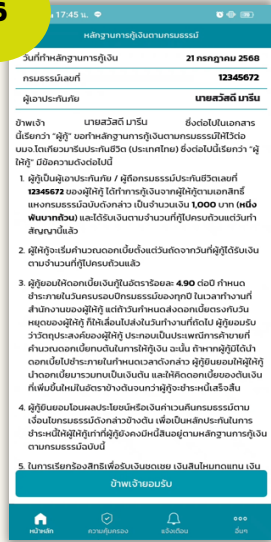 6
17:45 น.
หลักฐานการกู้เงินตามกรมธรรม์
วันที่ทำหลักฐานการกู้เงิน 21 กรกฎาคม 2568
กรมธรรม์เลขที่ 12345672
ผู้เอาประกันภัย นายสวัสดี มารีน
ข้าพเจ้า นายสวัสดี มารีน ซึ่งต่อไปในเอกสาร
นี้เรียกว่า "ผู้กู้" ขอทำหลักฐานการกู้เงินตามกรมธรรม์ให้ไว้ต่อ
บมจ.โตเกียวมารีนประกันชีวิต (ประเทศไทย) ซึ่งต่อไปนี้เรียกว่า "ผู้
ให้กู้" มีข้อความดังต่อไปนี้
1. ผู้กู้เป็นผู้เอาประกันภัย / ผู้ถือกรมธรรม์ประกันชีวิตเลขที่
12345672 ของผู้ให้กู้ ได้ทำการกู้เงินจากผู้ให้กู้ตามเอกสิทธิ์
แห่งกรมธรรม์ฉบับดังกล่าว เป็นจำนวนเงิน 1,000 บาท (หนึ่ง
พันบาทถ้วน) และได้รับเงินตามจำนวนที่กู้ไปครบถ้วนแต่วันทำ
สัญญานี้แล้ว
2. ผู้ให้กู้จะเริ่มคำนวณดอกเบี้ยตั้งแต่วันถัดจากวันที่ผู้กู้ได้รับเงิน
ตามจำนวนที่กู้ไปครบถ้วนแล้ว
3. ผู้กู้ยอมให้ดอกเบี้ยเงินกู้ในอัตราร้อยละ 4.90 ต่อปี กำหนด
ชำระภายในวันครบรอบปีกรมธรรม์ของทุกปี ในเวลาทำงานที่
สำนักงานของผู้ให้กู้ แต่ถ้าวันกำหนดส่งดอกเบี้ยตรงกับวัน
หยุดของผู้ให้กู้ ก็ให้เลื่อนไปส่งในวันทำงานที่ถัดไป ผู้กู้ยอมรับ
ว่าวัตถุประสงค์ของผู้ให้กู้ ประกอบเป็นประเพณีการค้าขายที่
คำนวณดอกเบี้ยทบต้นในการให้กู้เงิน ฉะนั้น ถ้าหากผู้กู้มิได้นำ
ดอกเบี้ยไปชำระภายในกำหนดเวลาดังกล่าว ผู้กู้ยินยอมให้ผู้ให้กู้
นำดอกเบี้ยมารวมทบเป็นเงินต้น และให้คิดดอกเบี้ยของต้นเงิน
ที่เพิ่มขึ้นใหม่ในอัตราข้างต้นจนกว่าผู้กู้จะชำระหนี้เสร็จสิ้น
4. ผู้กู้ยินยอมโอนผลประโยชน์หรือเงินค่าเวนคืนกรมธรรม์ตาม
เงื่อนไขกรมธรรม์ดังกล่าวข้างต้น เพื่อเป็นหลักประกันในการ
ชำระหนี้ให้ผู้ให้กู้เท่าที่ผู้กู้ยังคงมีหนี้สินอยู่ตามหลักฐานการกู้เงิน
ตามกรมธรรม์ฉบับนี้
5. ในการเรียกร้องสิทธิเพื่อรับเงินชดเชย เงินสินไหมทดแทน เงิน
ข้าพเจ้ายอมรับ
หน้าหลัก ความคุ้มครอง แจ้งเตือน อื่นๆ